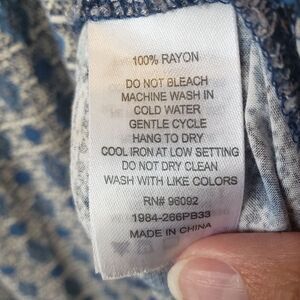 100% RAYON
DO NOT BLEACH
MACHINE WASH IN
COLD WATER
GENTLE CYCLE
HANG TO DRY
COOL IRON AT LOW SETTING
DO NOT DRY CLEAN
WASH WITH LIKE COLORS
RN# 96092
1984-266PB33
MADE IN CHINA